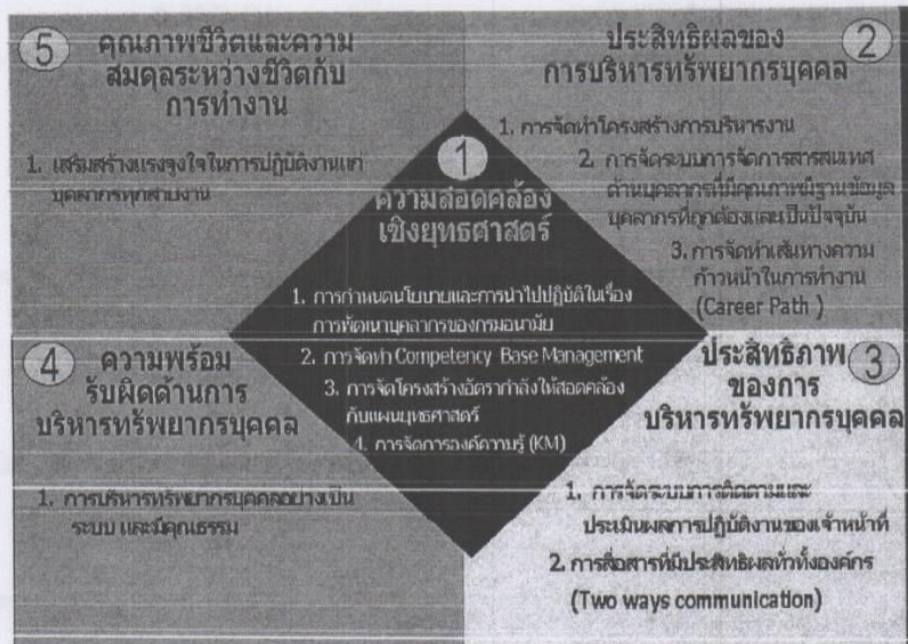 5
คุณภาพชีวิตและความ
สมดุลระหว่างชีวิตกับ
การทำงาน
1. เสริมสร้างแรงจูงใจในการปฏิบัติงานแก่
บุคลากรทุกสายงาน
2
ประสิทธิผลของ
การบริหารทรัพยากรบุคคล
1. การจัดทำโครงสร้างการบริหารงาน
2. การจัดระบบการจัดการสารสนเทศ
ด้านบุคลากรที่มีคุณภาพมีฐานข้อมูล
บุคลากรที่ถูกต้องและเป็นปัจจุบัน
3. การจัดทำเส้นทางความ
ก้าวหน้าในการทำงาน
(Career Path )
1
ความสอดคล้อง
เชิงยุทธศาสตร์
1. การกำหนดนโยบายและการนำไปปฏิบัติในเรื่อง
การพัฒนาบุคลากรของกรมอนามัย
2. การจัดทำ Competency Base Management
3. การจัดโครงสร้างอัตรากำลังให้สอดคล้อง
กับแผนยุทธศาสตร์
4. การจัดการองค์ความรู้ (KM)
4
ความพร้อม
รับผิดด้านการ
บริหารทรัพยากรบุคคล
1. การบริหารทรัพยากรบุคคลอย่างเป็น
ระบบ และมีคุณธรรม
3
ประสิทธิภาพ
ของการ
บริหารทรัพยากรบุคคล
1. การจัดระบบการติดตามและ
ประเมินผลการปฏิบัติงานของเจ้าหน้าที่
2. การสื่อสารที่มีประสิทธิผลทั่วทั้งองค์กร
(Two ways communication)